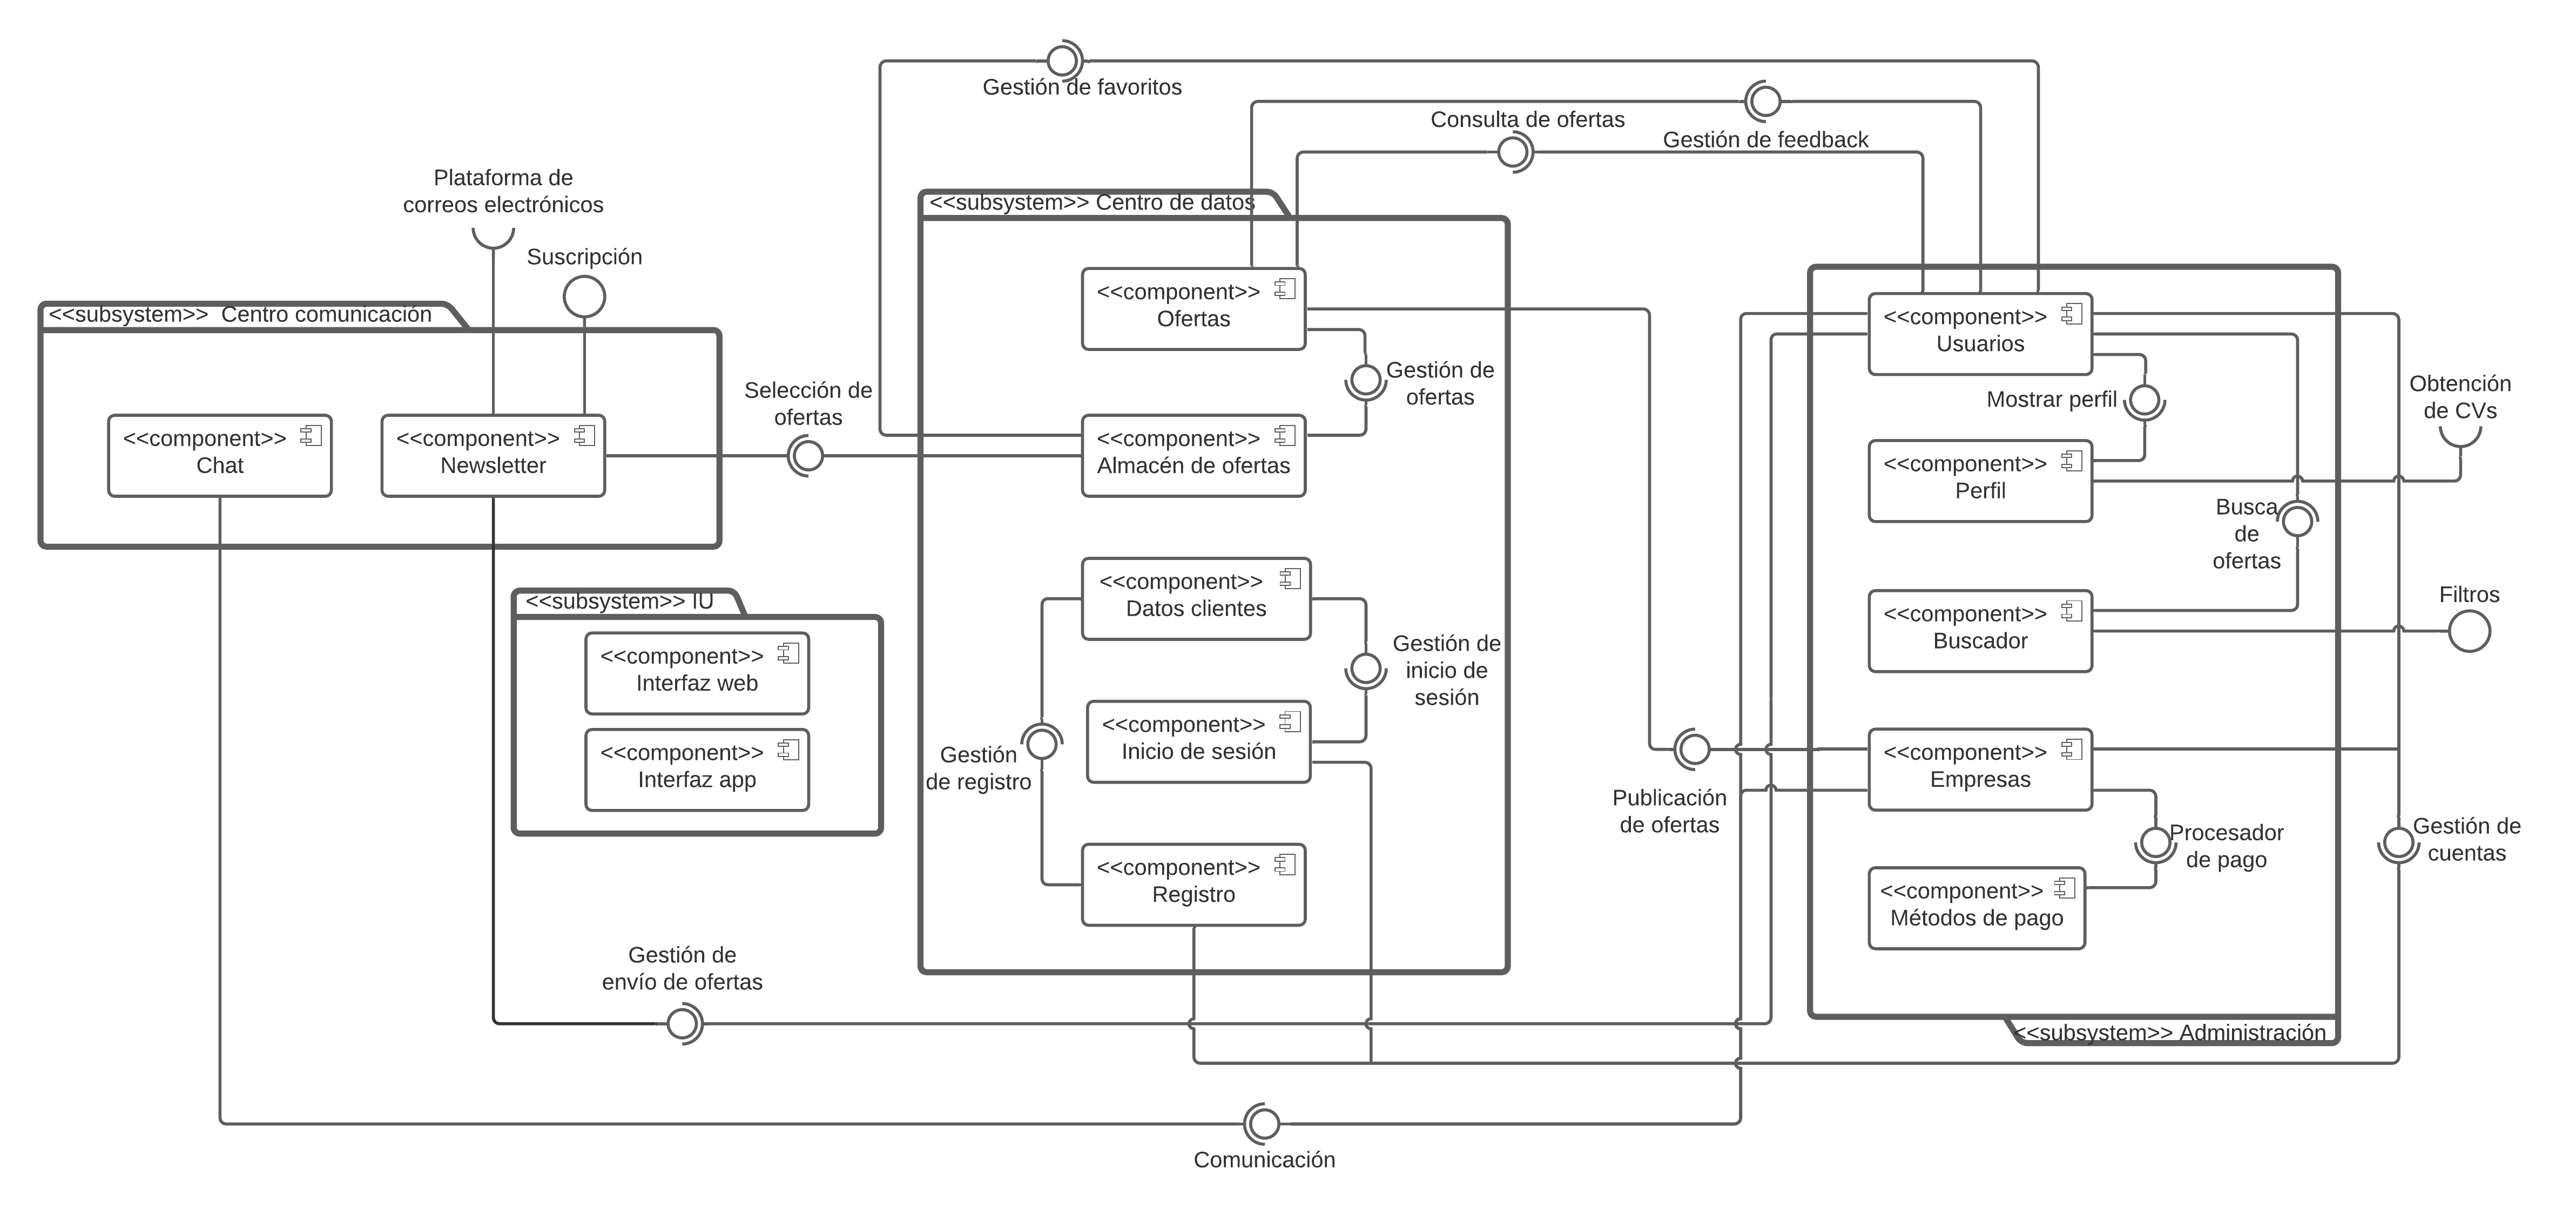 Gestión de favoritos
Consulta de ofertas
Gestión de feedback
Plataforma de
correos electrónicos
Suscripción
<<subsystem>> Centro comunicación
<<component>>
Chat
<<component>>
Newsletter
Selección de
ofertas
<<subsystem>> IU
<<component>>
Interfaz web
<<component>>
Interfaz app
<<subsystem>> Centro de datos
<<component>>
Ofertas
Gestión de
ofertas
<<component>>
Almacén de ofertas
<<component>>
Datos clientes
Gestión de
inicio de
sesión
<<component>>
Inicio de sesión
Gestión
de registro
<<component>>
Registro
Gestión de
envío de ofertas
Comunicación
Publicación
de ofertas
<<component>>
Usuarios
Mostrar perfil
<<component>>
Perfil
Busca
de
ofertas
<<component>>
Buscador
<<component>>
Empresas
Procesador
de pago
<<component>>
Métodos de pago
<<subsystem>> Administración
Obtención
de CVs
Filtros
Gestión de
cuentas